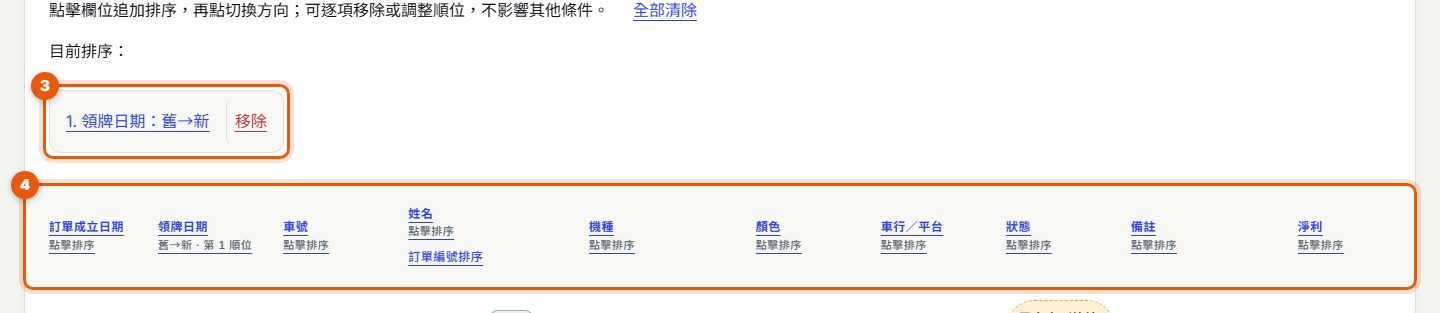 點擊欄位追加排序，再點切換方向；可逐項移除或調整順位，不影響其他條件。 全部清除
目前排序：
3
1. 領牌日期：舊→新 移除
4
訂單成立日期 點擊排序
領牌日期 舊→新 · 第 1 順位
車號 點擊排序
姓名 點擊排序
訂單編號排序
機種 點擊排序
顏色 點擊排序
車行／平台 點擊排序
狀態 點擊排序
備註 點擊排序
淨利 點擊排序